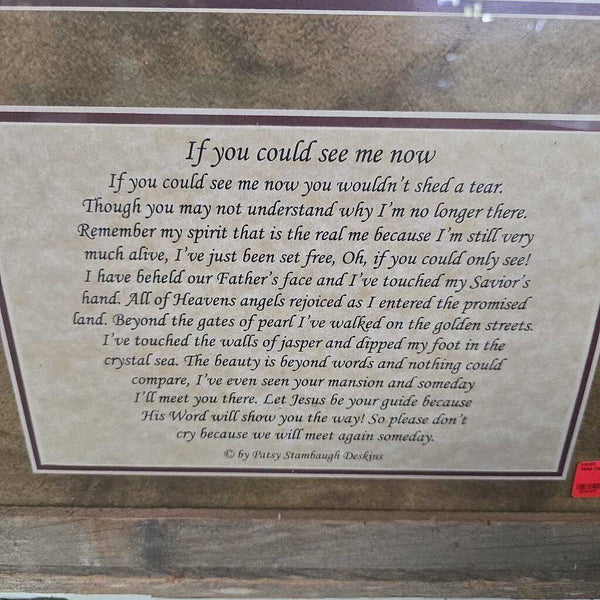 If you could see me now
If you could see me now you wouldn't shed a tear.
Though you may not understand why I'm no longer there.
Remember my spirit that is the real me because I'm still very
much alive, I've just been set free, Oh, if you could only see!
I have beheld our Father's face and I've touched my Savior's
hand. All of Heavens angels rejoiced as I entered the promised
land. Beyond the gates of pearl I've walked on the golden streets.
I've touched the walls of jasper and dipped my foot in the
crystal sea. The beauty is beyond words and nothing could
compare, I've even seen your mansion and someday
I'll meet you there. Let Jesus be your guide because
His Word will show you the way! So please don't
cry because we will meet again someday.
© by Patsy Stambaugh Deskins